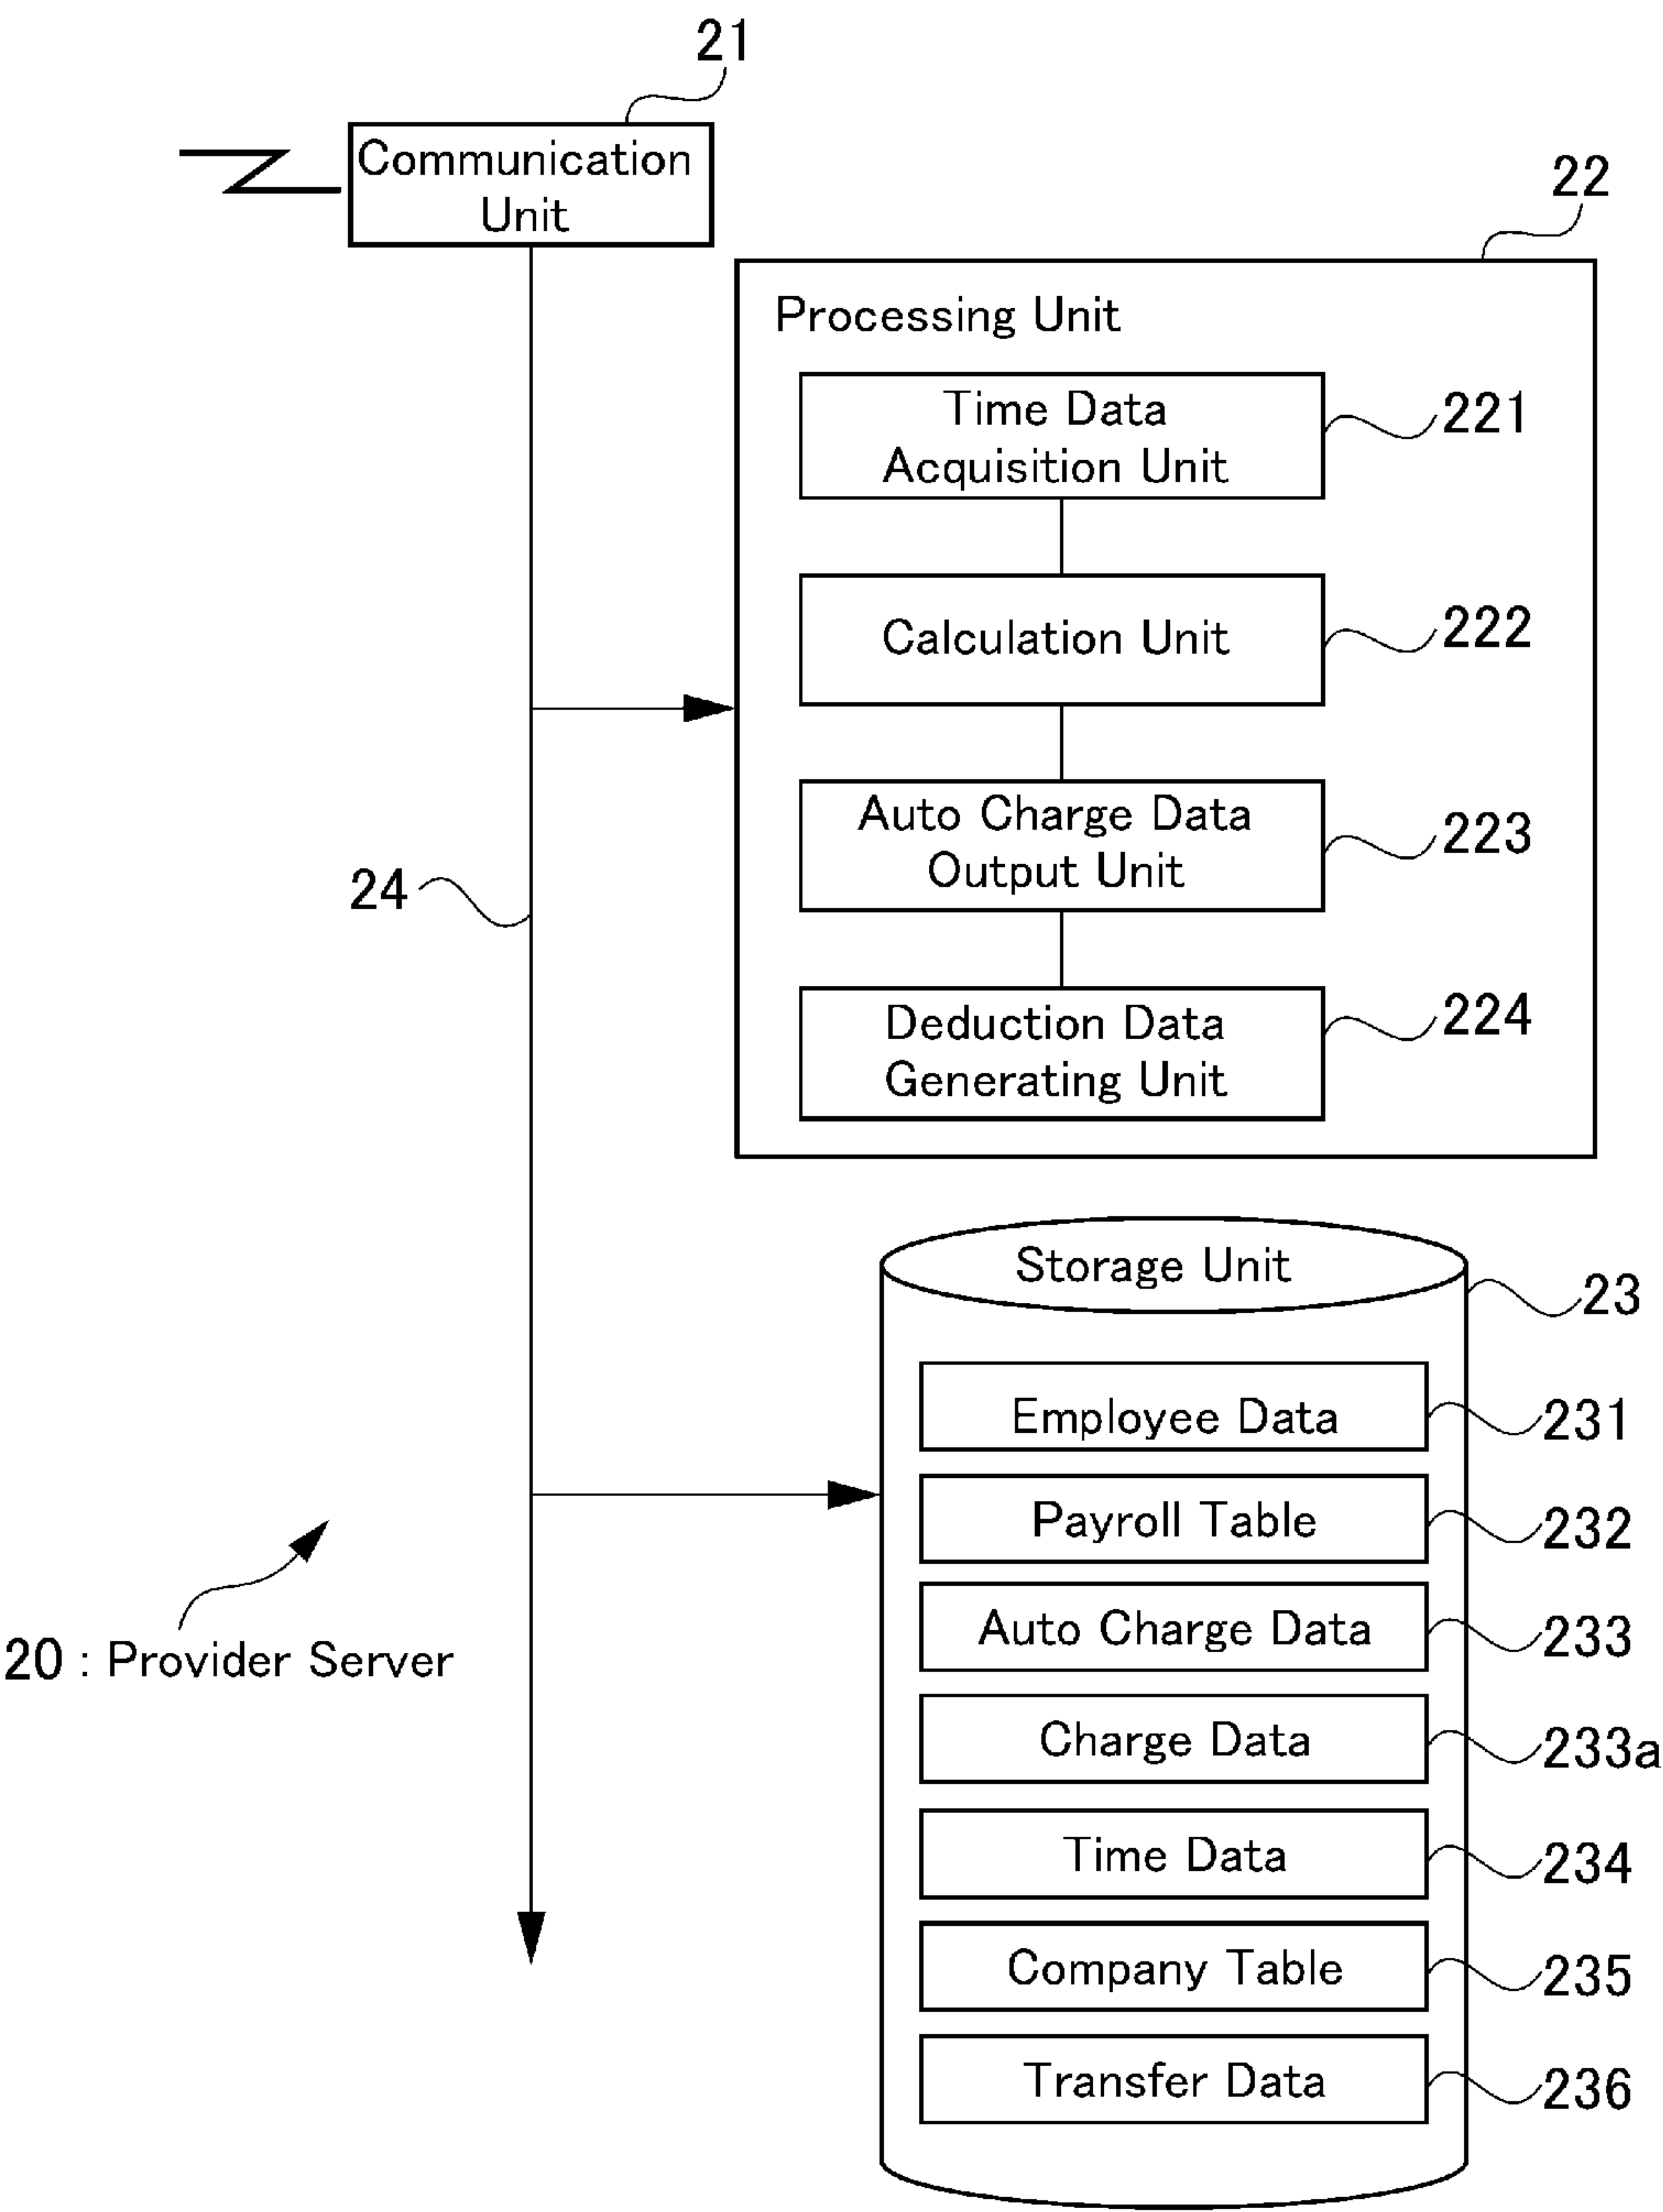 21
Communication
Unit
22
Processing Unit
Time Data
Acquisition Unit
221
Calculation Unit
222
Auto Charge Data
Output Unit
223
24
Deduction Data
Generating Unit
224
Storage Unit
23
Employee Data
231
Payroll Table
232
20 : Provider Server
Auto Charge Data
233
Charge Data
233a
Time Data
234
Company Table
235
Transfer Data
236